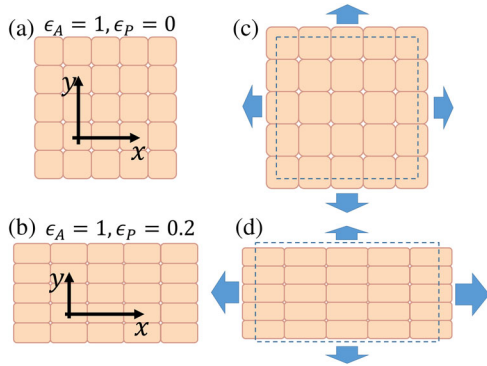 (a) ϵ_A = 1, ϵ_P = 0
y
x
(c)
(b) ϵ_A = 1, ϵ_P = 0.2
y
x
(d)